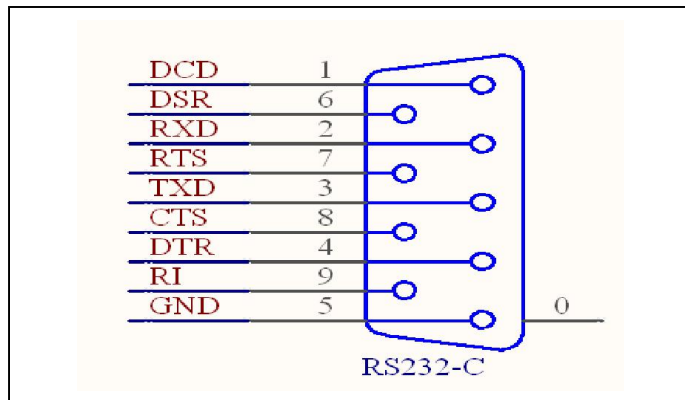 DCD 1
DSR 6
RXD 2
RTS 7
TXD 3
CTS 8
DTR 4
RI 9
GND 5 0
RS232-C